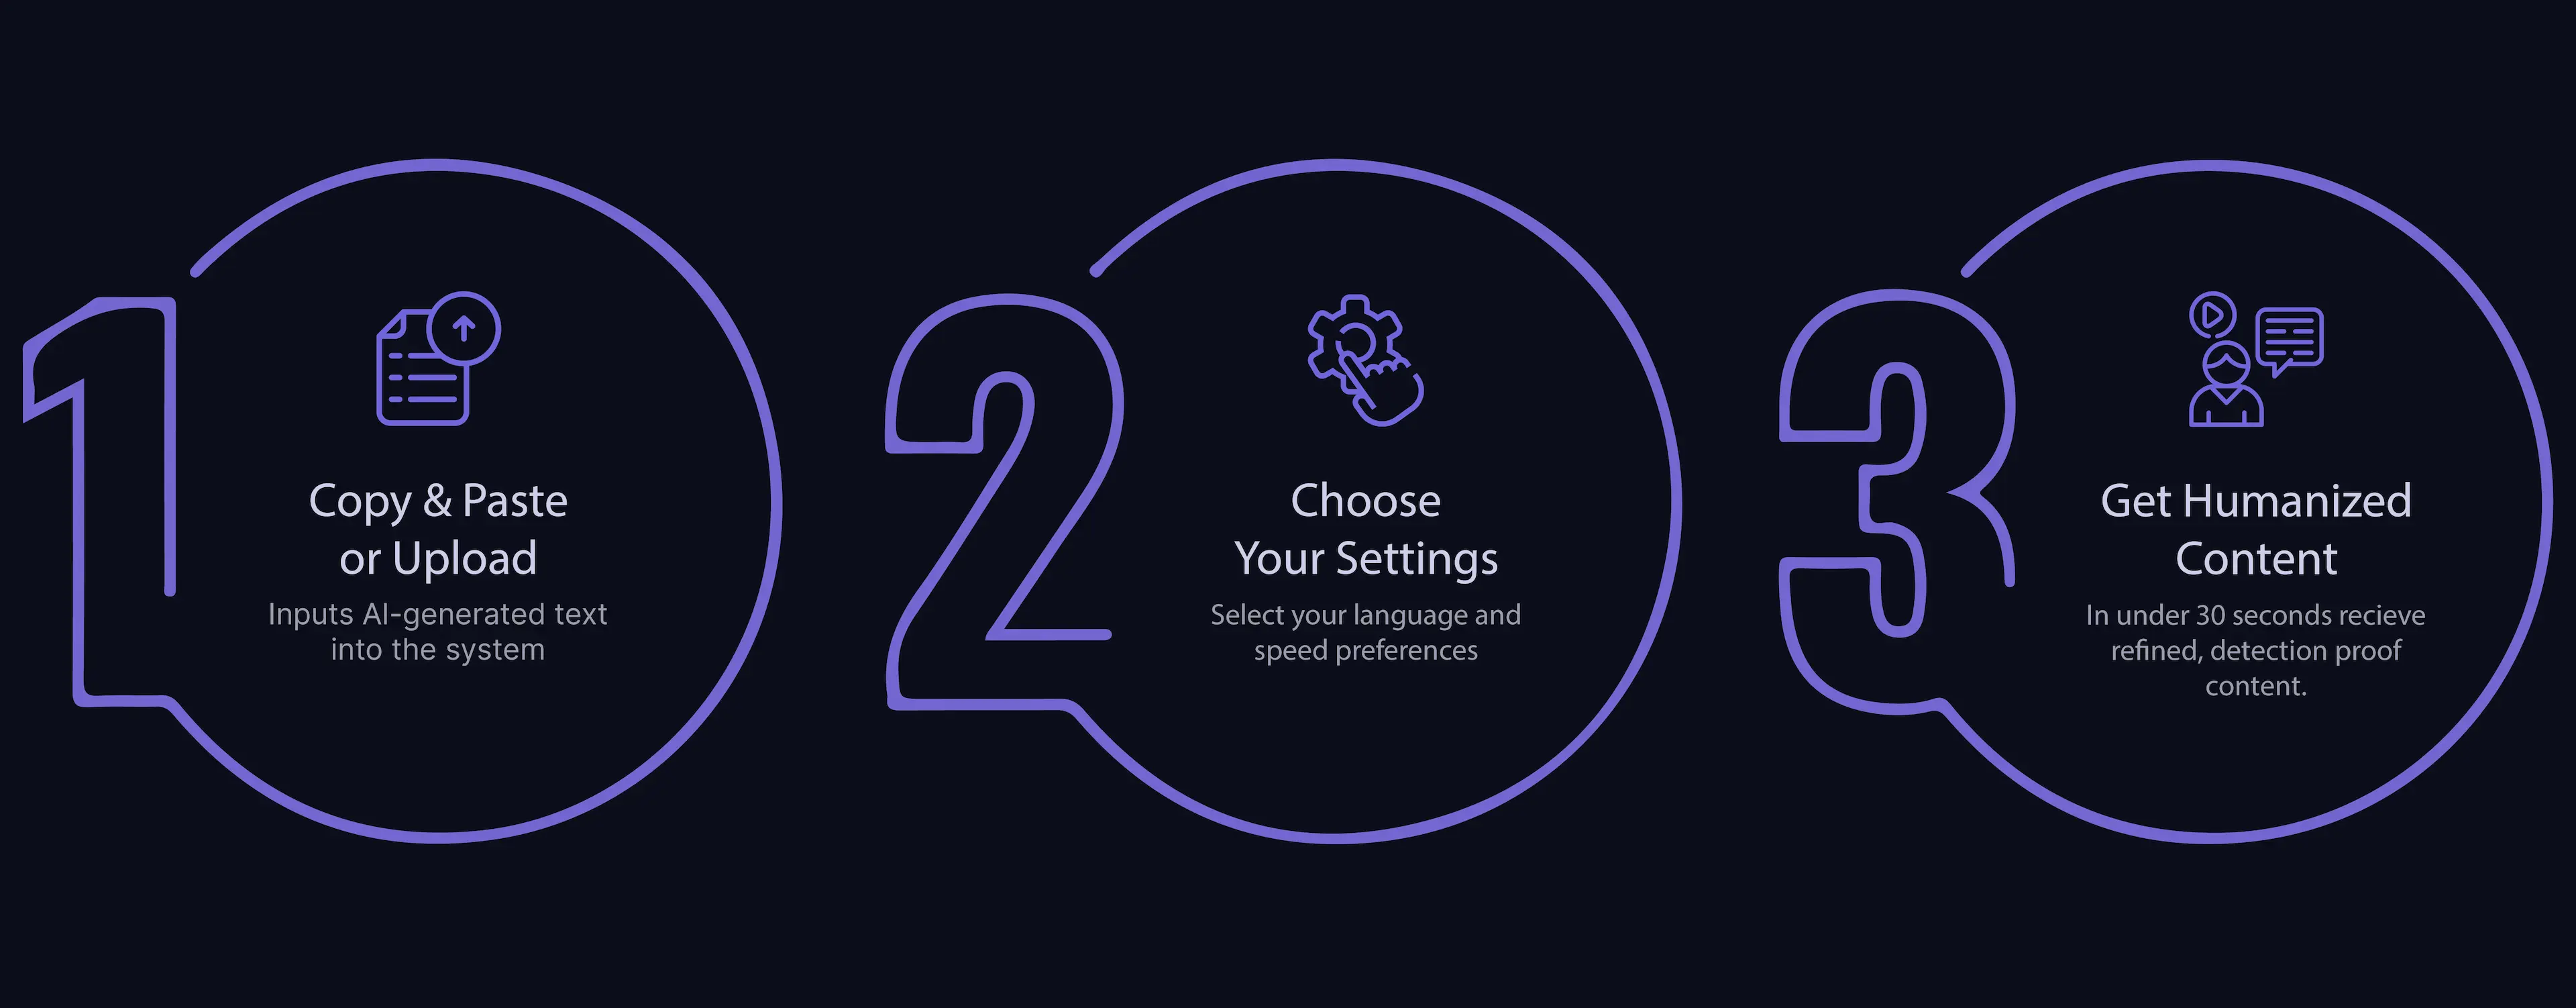 1
Copy & Paste
or Upload
Inputs AI-generated text
into the system
2
Choose
Your Settings
Select your language and
speed preferences
3
Get Humanized
Content
In under 30 seconds recieve
refined, detection proof
content.